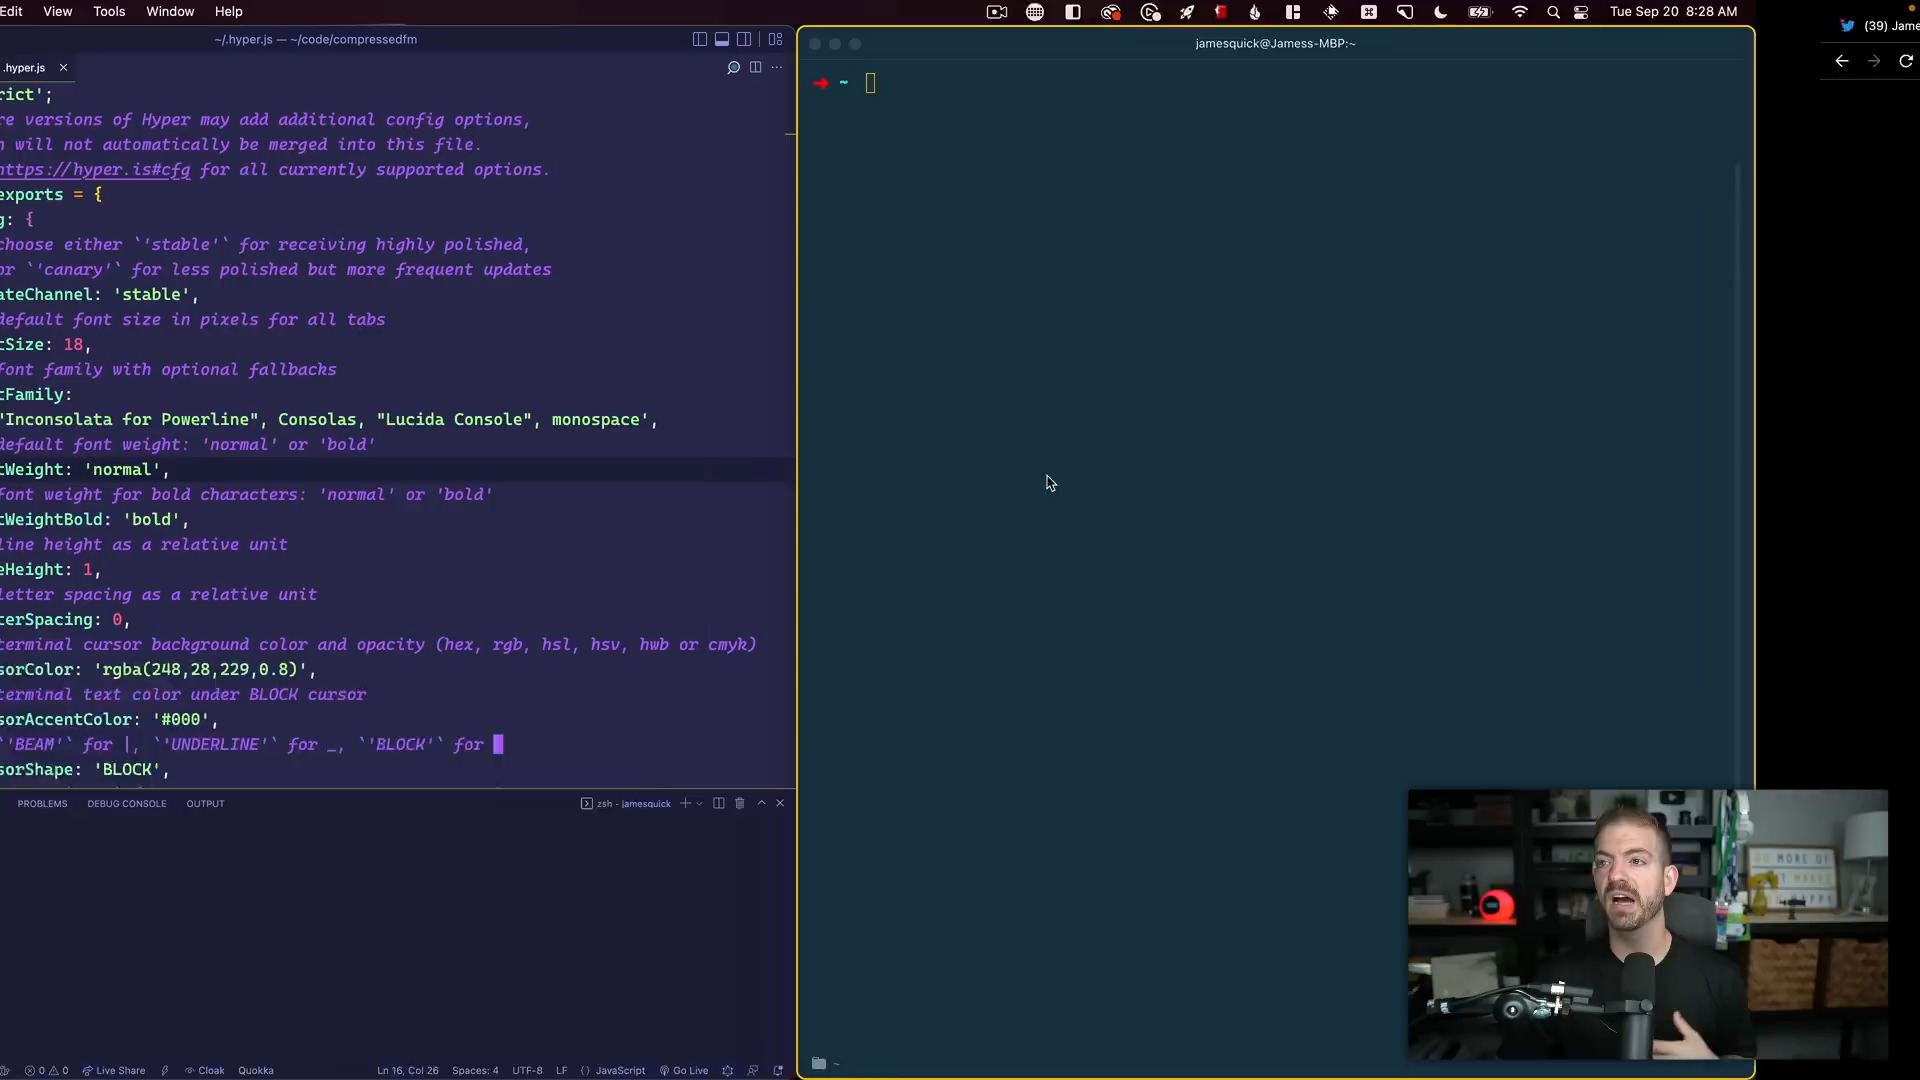 Edit View Tools Window Help
Tue Sep 20 8:28 AM
~/.hyper.js — ~/code/compressedfm
.hyper.js
rict';
re versions of Hyper may add additional config options,
h will not automatically be merged into this file.
https://hyper.is#cfg for all currently supported options.
exports = {
g: {
choose either `'stable'` for receiving highly polished,
or `'canary'` for less polished but more frequent updates
ateChannel: 'stable',
default font size in pixels for all tabs
tSize: 18,
font family with optional fallbacks
tFamily:
"Inconsolata for Powerline", Consolas, "Lucida Console", monospace',
default font weight: 'normal' or 'bold'
tWeight: 'normal',
font weight for bold characters: 'normal' or 'bold'
tWeightBold: 'bold',
line height as a relative unit
eHeight: 1,
letter spacing as a relative unit
terSpacing: 0,
terminal cursor background color and opacity (hex, rgb, hsl, hsv, hwb or cmyk)
sorColor: 'rgba(248,28,229,0.8)',
terminal text color under BLOCK cursor
sorAccentColor: '#000',
`'BEAM'` for |, `'UNDERLINE'` for _, `'BLOCK'` for █
sorShape: 'BLOCK',
PROBLEMS DEBUG CONSOLE OUTPUT
zsh - jamesquick
0 0 Live Share Cloak Quokka Ln 16, Col 26 Spaces: 4 UTF-8 LF {} JavaScript Go Live
jamesquick@Jamess-MBP:~
➜ ~
~
(39) Jame